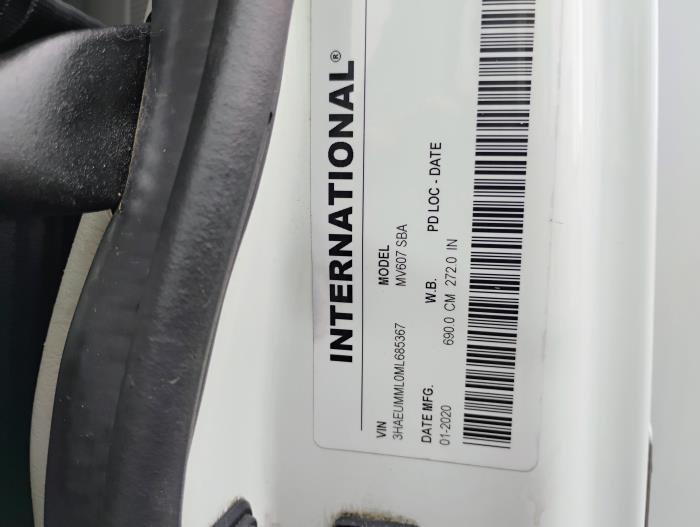 INTERNATIONAL®
VIN MODEL
3HAEUMML0ML685367 MV607 SBA
DATE MFG. W.B. PD LOC - DATE
01-2020 690.0 CM 272.0 IN